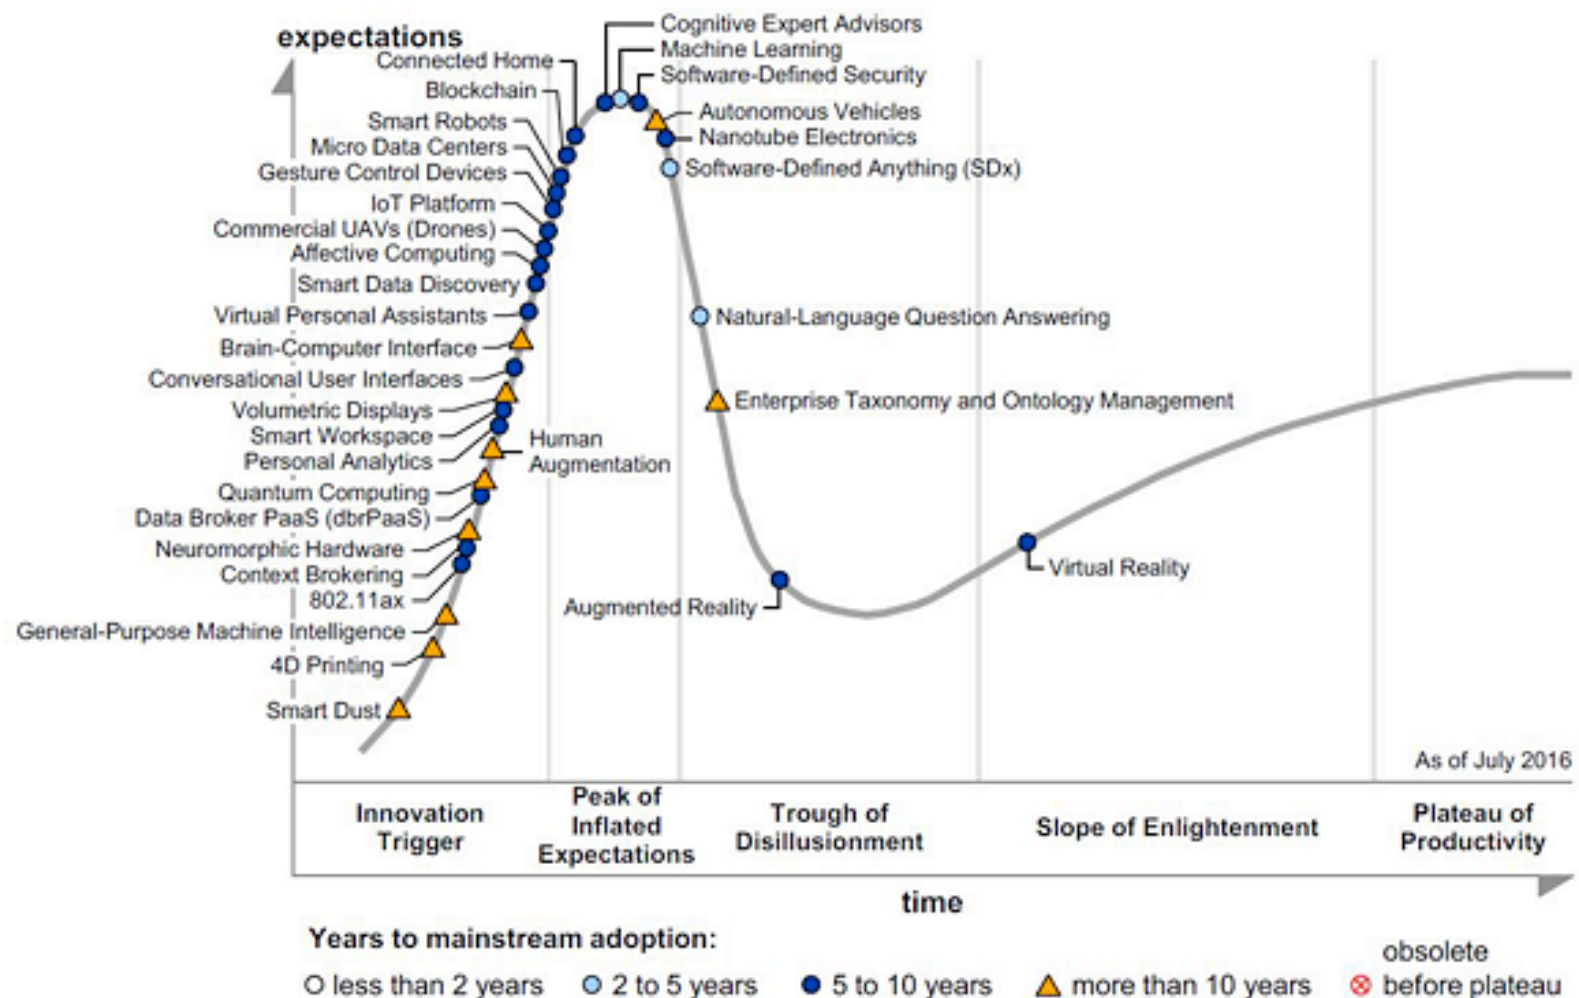 expectations
Cognitive Expert Advisors
Machine Learning
Connected Home
Software-Defined Security
Blockchain
Autonomous Vehicles
Smart Robots
Nanotube Electronics
Micro Data Centers
Software-Defined Anything (SDx)
Gesture Control Devices
IoT Platform
Commercial UAVs (Drones)
Affective Computing
Smart Data Discovery
Virtual Personal Assistants
Natural-Language Question Answering
Brain-Computer Interface
Conversational User Interfaces
Enterprise Taxonomy and Ontology Management
Volumetric Displays
Smart Workspace
Human
Augmentation
Personal Analytics
Quantum Computing
Data Broker PaaS (dbrPaaS)
Neuromorphic Hardware
Context Brokering
Virtual Reality
802.11ax
Augmented Reality
General-Purpose Machine Intelligence
4D Printing
Smart Dust
As of July 2016
Innovation
Trigger
Peak of
Inflated
Expectations
Trough of
Disillusionment
Slope of Enlightenment
Plateau of
Productivity
time
Years to mainstream adoption:
less than 2 years
2 to 5 years
5 to 10 years
more than 10 years
obsolete
before plateau